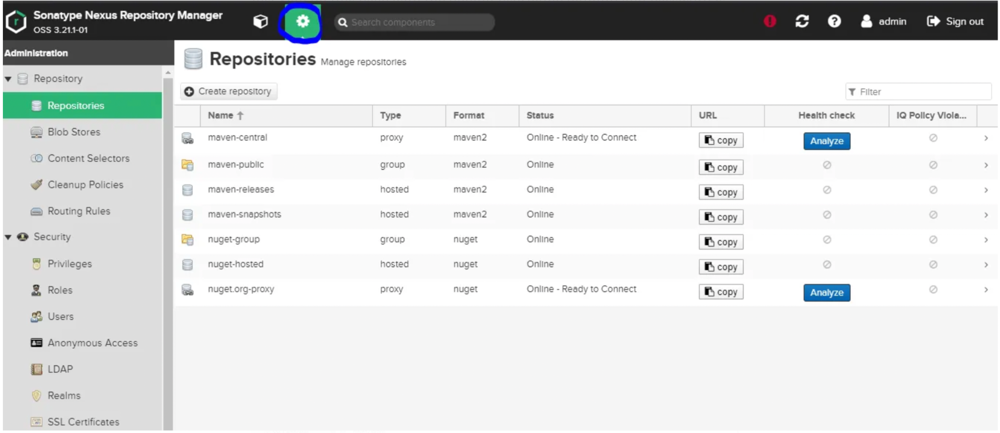 Sonatype Nexus Repository Manager
OSS 3.21.1-01
Search components
admin
Sign out
Administration
Repository
Repositories
Blob Stores
Content Selectors
Cleanup Policies
Routing Rules
Security
Privileges
Roles
Users
Anonymous Access
LDAP
Realms
SSL Certificates
Repositories Manage repositories
Create repository
Filter
Name Type Format Status URL Health check IQ Policy Viola...
maven-central proxy maven2 Online - Ready to Connect copy Analyze
maven-public group maven2 Online copy
maven-releases hosted maven2 Online copy
maven-snapshots hosted maven2 Online copy
nuget-group group nuget Online copy
nuget-hosted hosted nuget Online copy
nuget.org-proxy proxy nuget Online - Ready to Connect copy Analyze